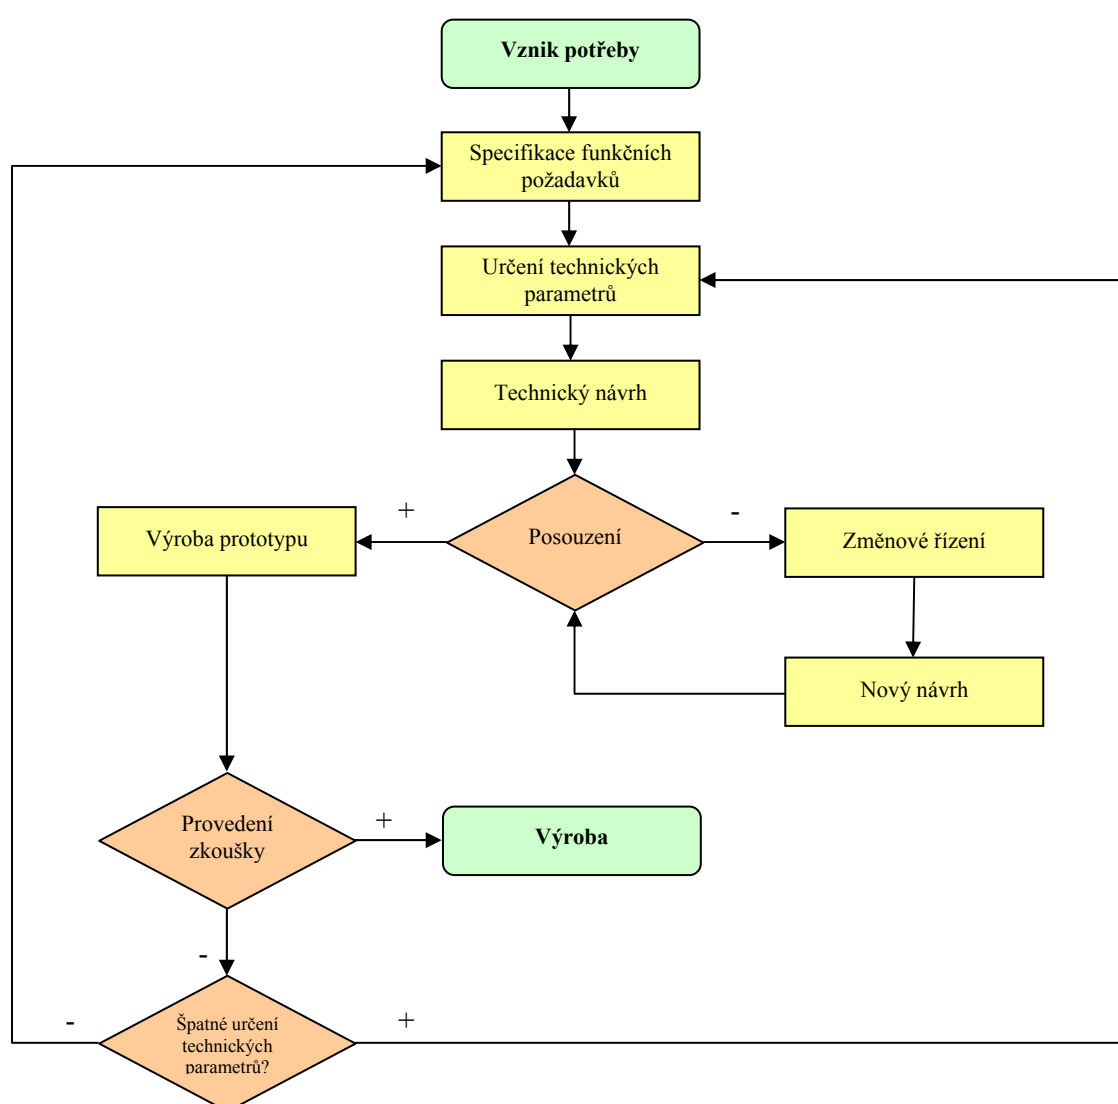 Vznik potřeby
Specifikace funkčních
požadavků
Určení technických
parametrů
Technický návrh
+
Posouzení
-
Výroba prototypu
Změnové řízení
Nový návrh
Provedení
zkoušky
+
Výroba
-
-
Špatné určení
technických
parametrů?
+